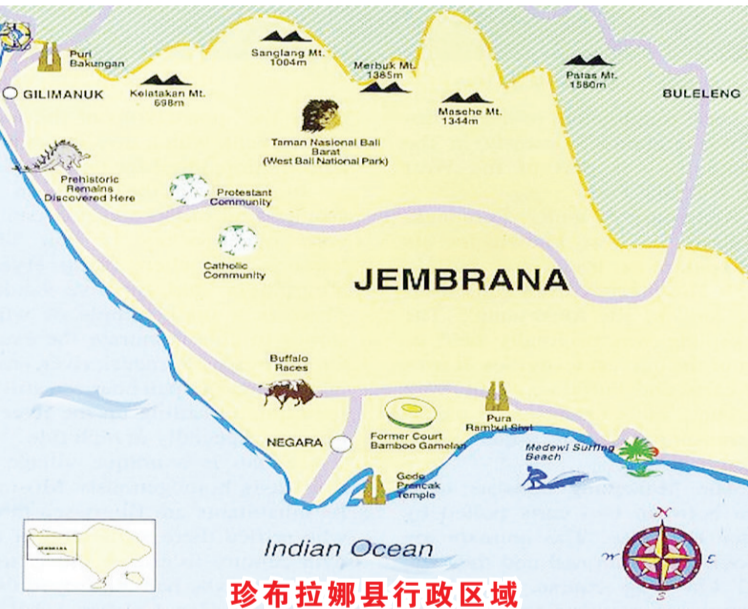 Puri
Bakungan
GILIMANUK
Kelatakan Mt.
698m
Sanglang Mt.
1004m
Merbuk Mt.
1385m
Masehe Mt.
1344m
Patas Mt.
1580m
BULELENG
Taman Nasional Bali
Barat
(West Bali National Park)
Prehistoric
Remains
Discovered Here
Protestant
Community
Catholic
Community
JEMBRANA
Buffalo
Races
NEGARA
Former Court
Bamboo Gamelan
Pura
Rambut Siwi
Medewi Surfing
Beach
Gede
Prancak
Temple
JEMBRANA
Indian Ocean
N
W
E
S
珍布拉娜县行政区域